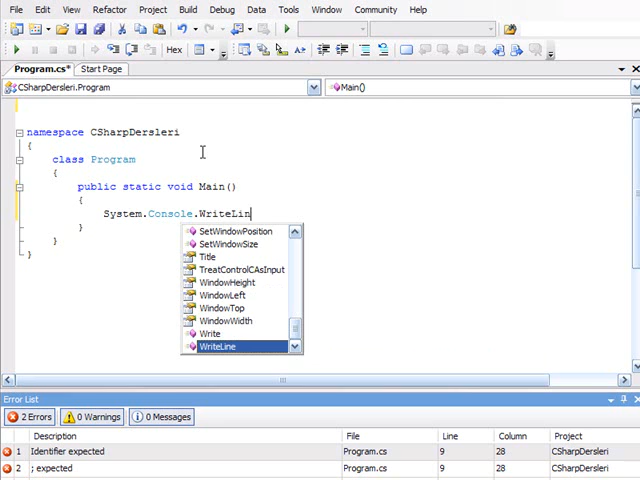 File Edit View Refactor Project Build Debug Data Tools Window Community Help
Hex
Program.cs* Start Page
CSharpDersleri.Program Main()
namespace CSharpDersleri
{
class Program
{
public static void Main()
{
System.Console.WriteLin
}
}
}
SetWindowPosition
SetWindowSize
Title
TreatControlCAsInput
WindowHeight
WindowLeft
WindowTop
WindowWidth
Write
WriteLine
Error List
2 Errors 0 Warnings 0 Messages
Description File Line Column Project
1 Identifier expected Program.cs 9 28 CSharpDersleri
2 ; expected Program.cs 9 28 CSharpDersleri